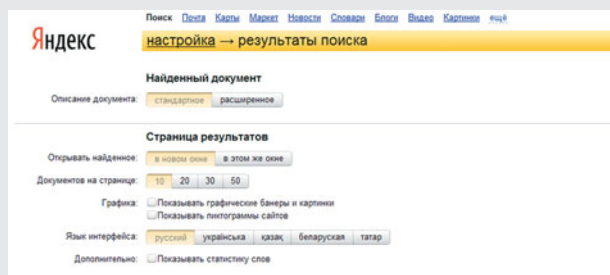 Поиск Почта Карты Маркет Новости Словари Блоги Видео Картинки ещё
Яндекс
настройка → результаты поиска
Найденный документ
Описание документа: стандартное расширенное
Страница результатов
Открывать найденное: в новом окне в этом же окне
Документов на странице: 10 20 30 50
Графика: Показывать графические банеры и картинки
Показывать пиктограммы сайтов
Язык интерфейса: русский українська қазақ беларуская татар
Дополнительно: Показывать статистику слов